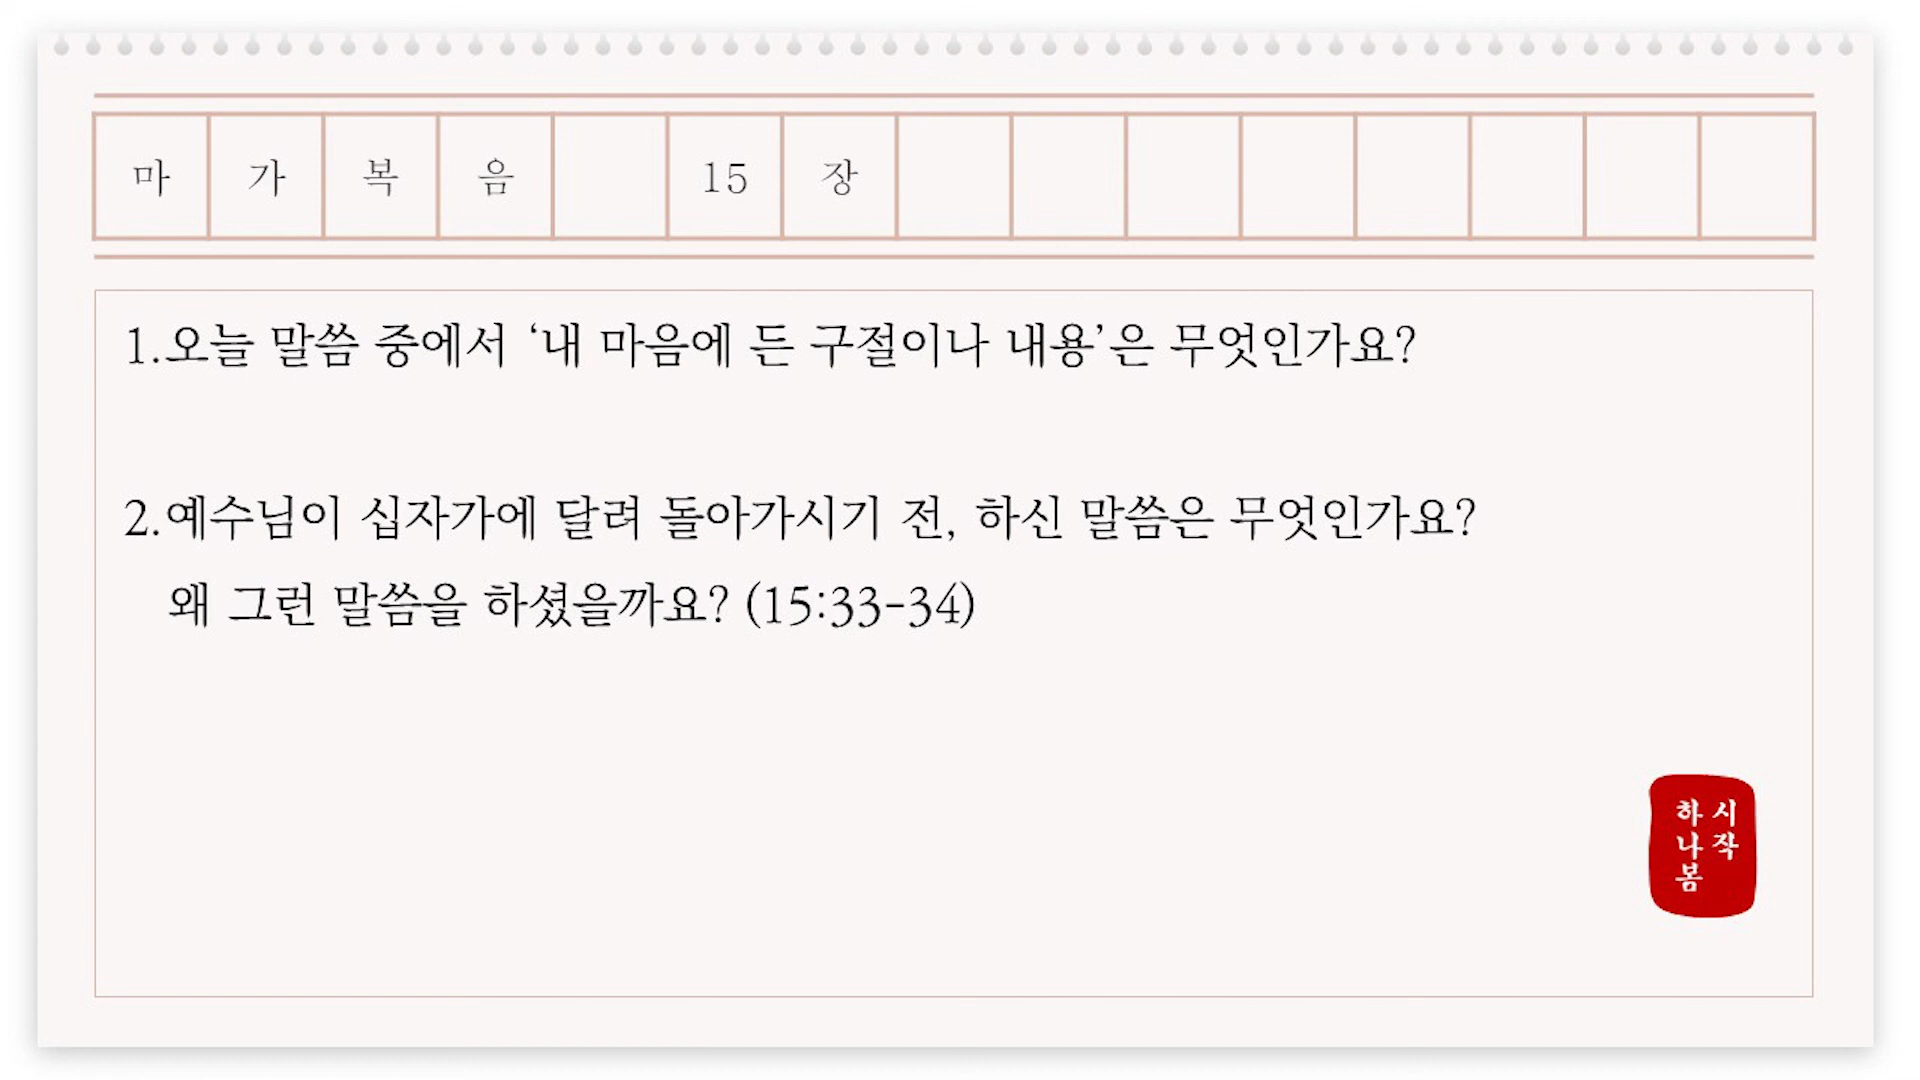 마가복음 15장
1.오늘 말씀 중에서 ‘내 마음에 든 구절이나 내용’은 무엇인가요?
2.예수님이 십자가에 달려 돌아가시기 전, 하신 말씀은 무엇인가요?
왜 그런 말씀을 하셨을까요? (15:33-34)
시작
하나봄